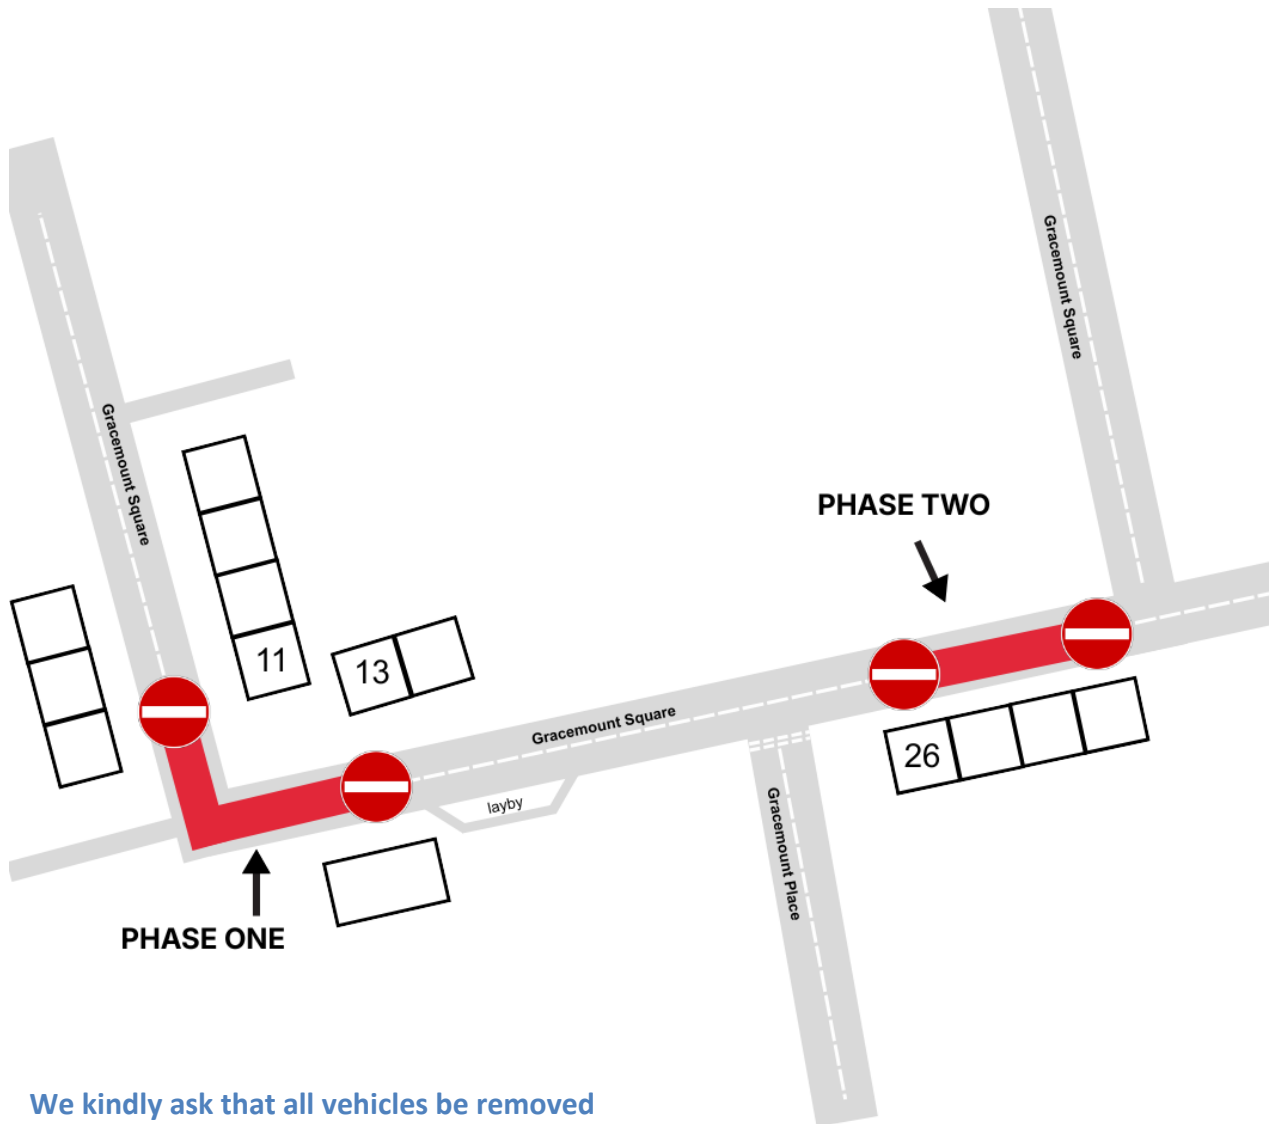 Gracemount Square
Gracemount Square
PHASE TWO
11
13
Gracemount Square
26
layby
Gracemount Place
PHASE ONE
We kindly ask that all vehicles be removed